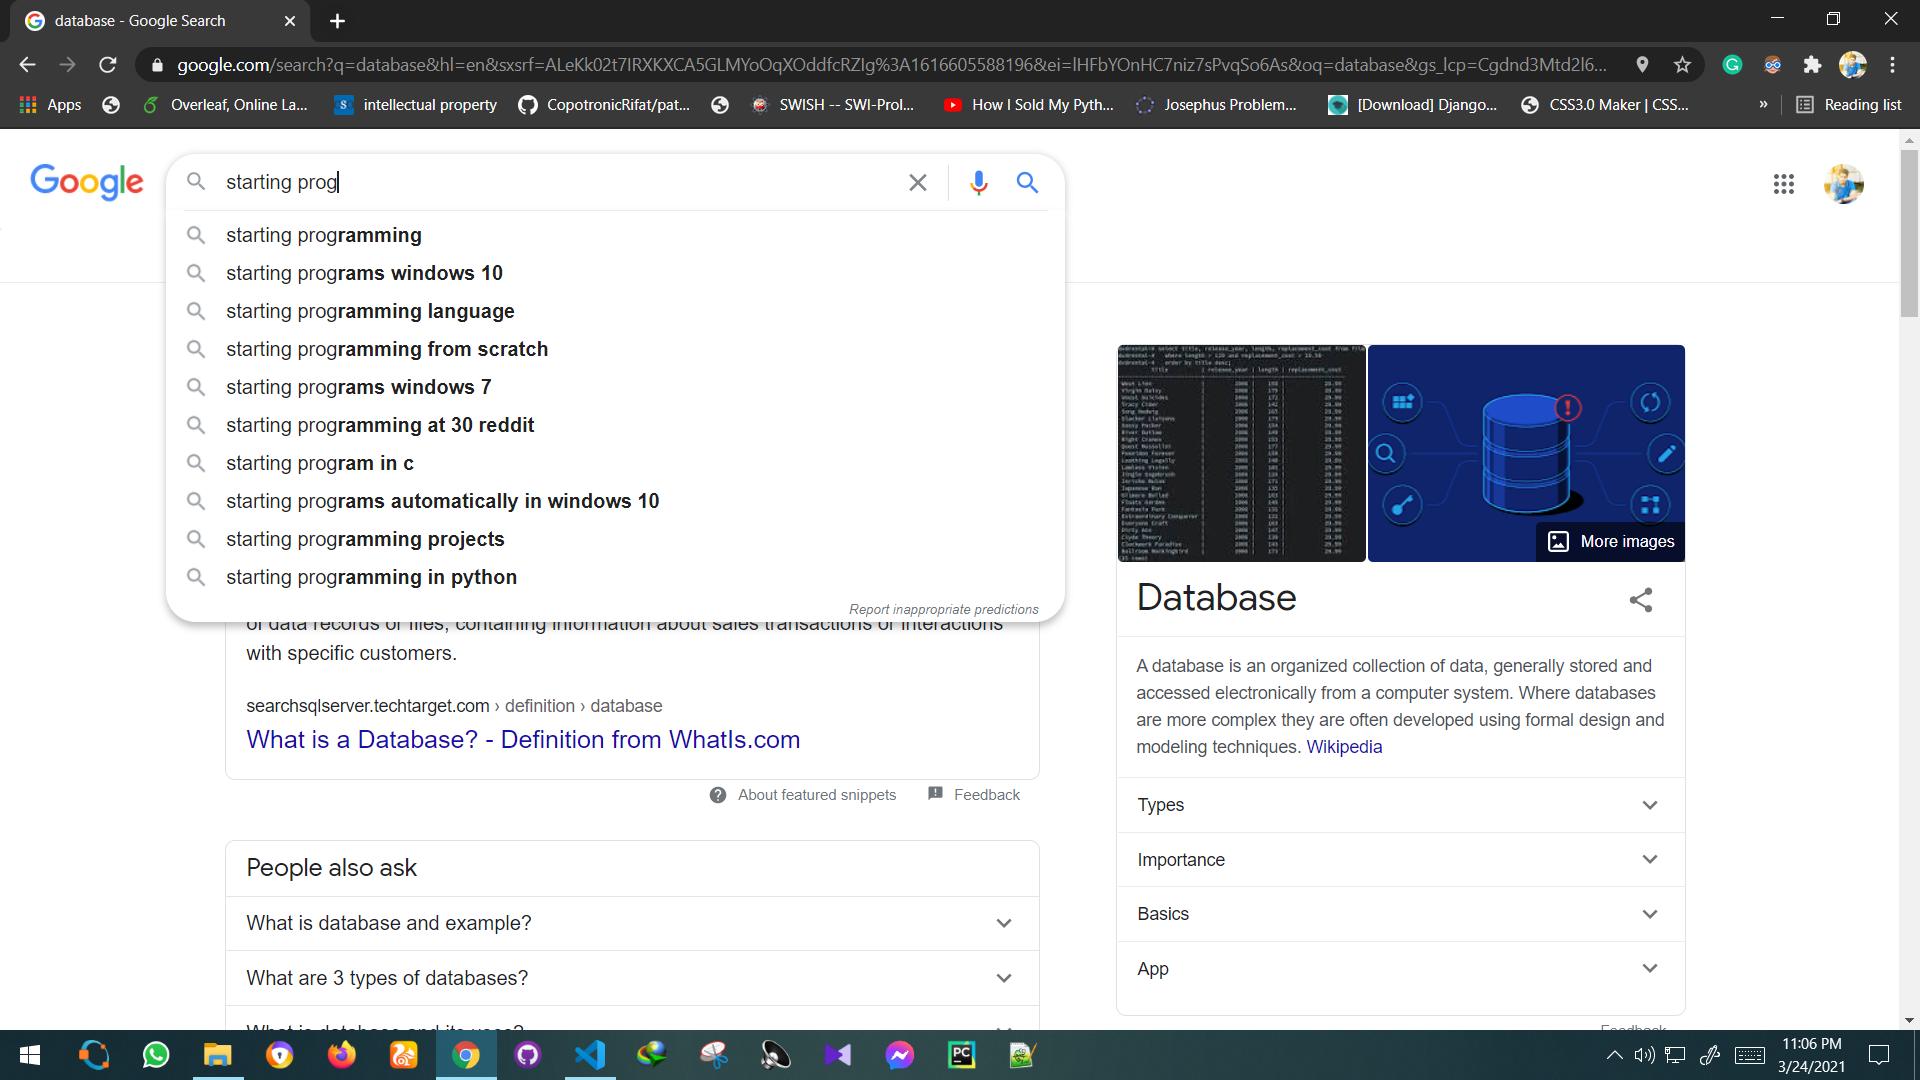 database - Google Search
google.com/search?q=database&hl=en&sxsrf=ALeKk02t7IRXKXCA5GLMYoOqXOddfcRZIg%3A1616605588196&ei=lHFbYOnHC7niz7sPvqSo6As&oq=database&gs_lcp=Cgdnd3Mtd2l6...
Apps Overleaf, Online La... intellectual property CopotronicRifat/pat... SWISH -- SWI-Prol... How I Sold My Pyth... Josephus Problem... [Download] Django... CSS3.0 Maker | CSS... » Reading list
Google
starting prog
starting programming
starting programs windows 10
starting programming language
starting programming from scratch
starting programs windows 7
starting programming at 30 reddit
starting program in c
starting programs automatically in windows 10
starting programming projects
starting programming in python
Report inappropriate predictions
of data records or files, containing information about sales transactions or interactions
with specific customers.
searchsqlserver.techtarget.com › definition › database
What is a Database? - Definition from WhatIs.com
About featured snippets Feedback
People also ask
What is database and example?
What are 3 types of databases?
What is database and its uses?
More images
Database
A database is an organized collection of data, generally stored and
accessed electronically from a computer system. Where databases
are more complex they are often developed using formal design and
modeling techniques. Wikipedia
Types
Importance
Basics
App
Feedback
11:06 PM
3/24/2021